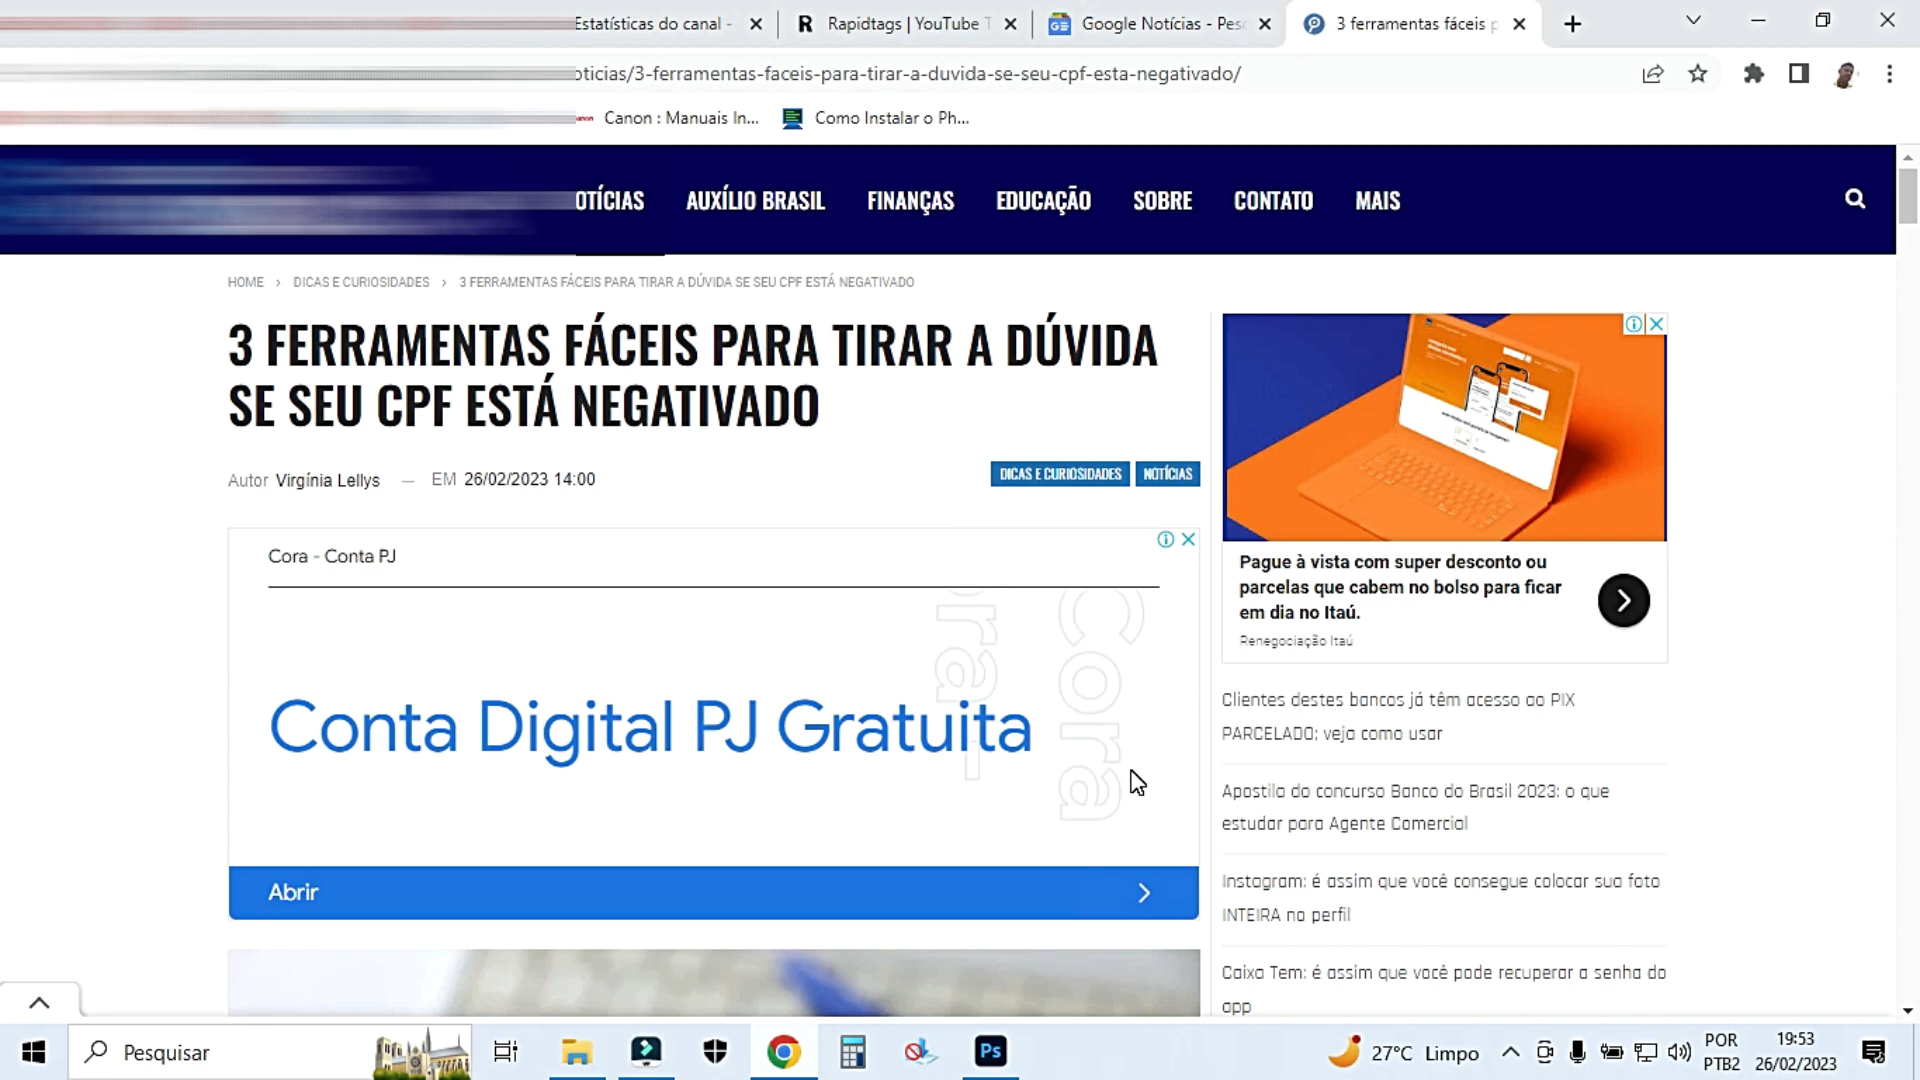 Estatísticas do canal -
Rapidtags | YouTube T
Google Notícias - Pesq
3 ferramentas fáceis p
oticias/3-ferramentas-faceis-para-tirar-a-duvida-se-seu-cpf-esta-negativado/
Canon : Manuais In...
Como Instalar o Ph...
OTÍCIAS
AUXÍLIO BRASIL
FINANÇAS
EDUCAÇÃO
SOBRE
CONTATO
MAIS
HOME > DICAS E CURIOSIDADES > 3 FERRAMENTAS FÁCEIS PARA TIRAR A DÚVIDA SE SEU CPF ESTÁ NEGATIVADO
3 FERRAMENTAS FÁCEIS PARA TIRAR A DÚVIDA
SE SEU CPF ESTÁ NEGATIVADO
Autor Virgínia Lellys — EM 26/02/2023 14:00
DICAS E CURIOSIDADES
NOTÍCIAS
Cora - Conta PJ
Cora
ora -
Conta Digital PJ Gratuita
Abrir
Pague à vista com super desconto ou
parcelas que cabem no bolso para ficar
em dia no Itaú.
Renegociação Itaú
Clientes destes bancos já têm acesso ao PIX
PARCELADO; veja como usar
Apostila do concurso Banco do Brasil 2023: o que
estudar para Agente Comercial
Instagram: é assim que você consegue colocar sua foto
INTEIRA no perfil
Caixa Tem: é assim que você pode recuperar a senha do
app
Pesquisar
Ps
27°C Limpo
POR
PTB2
19:53
26/02/2023